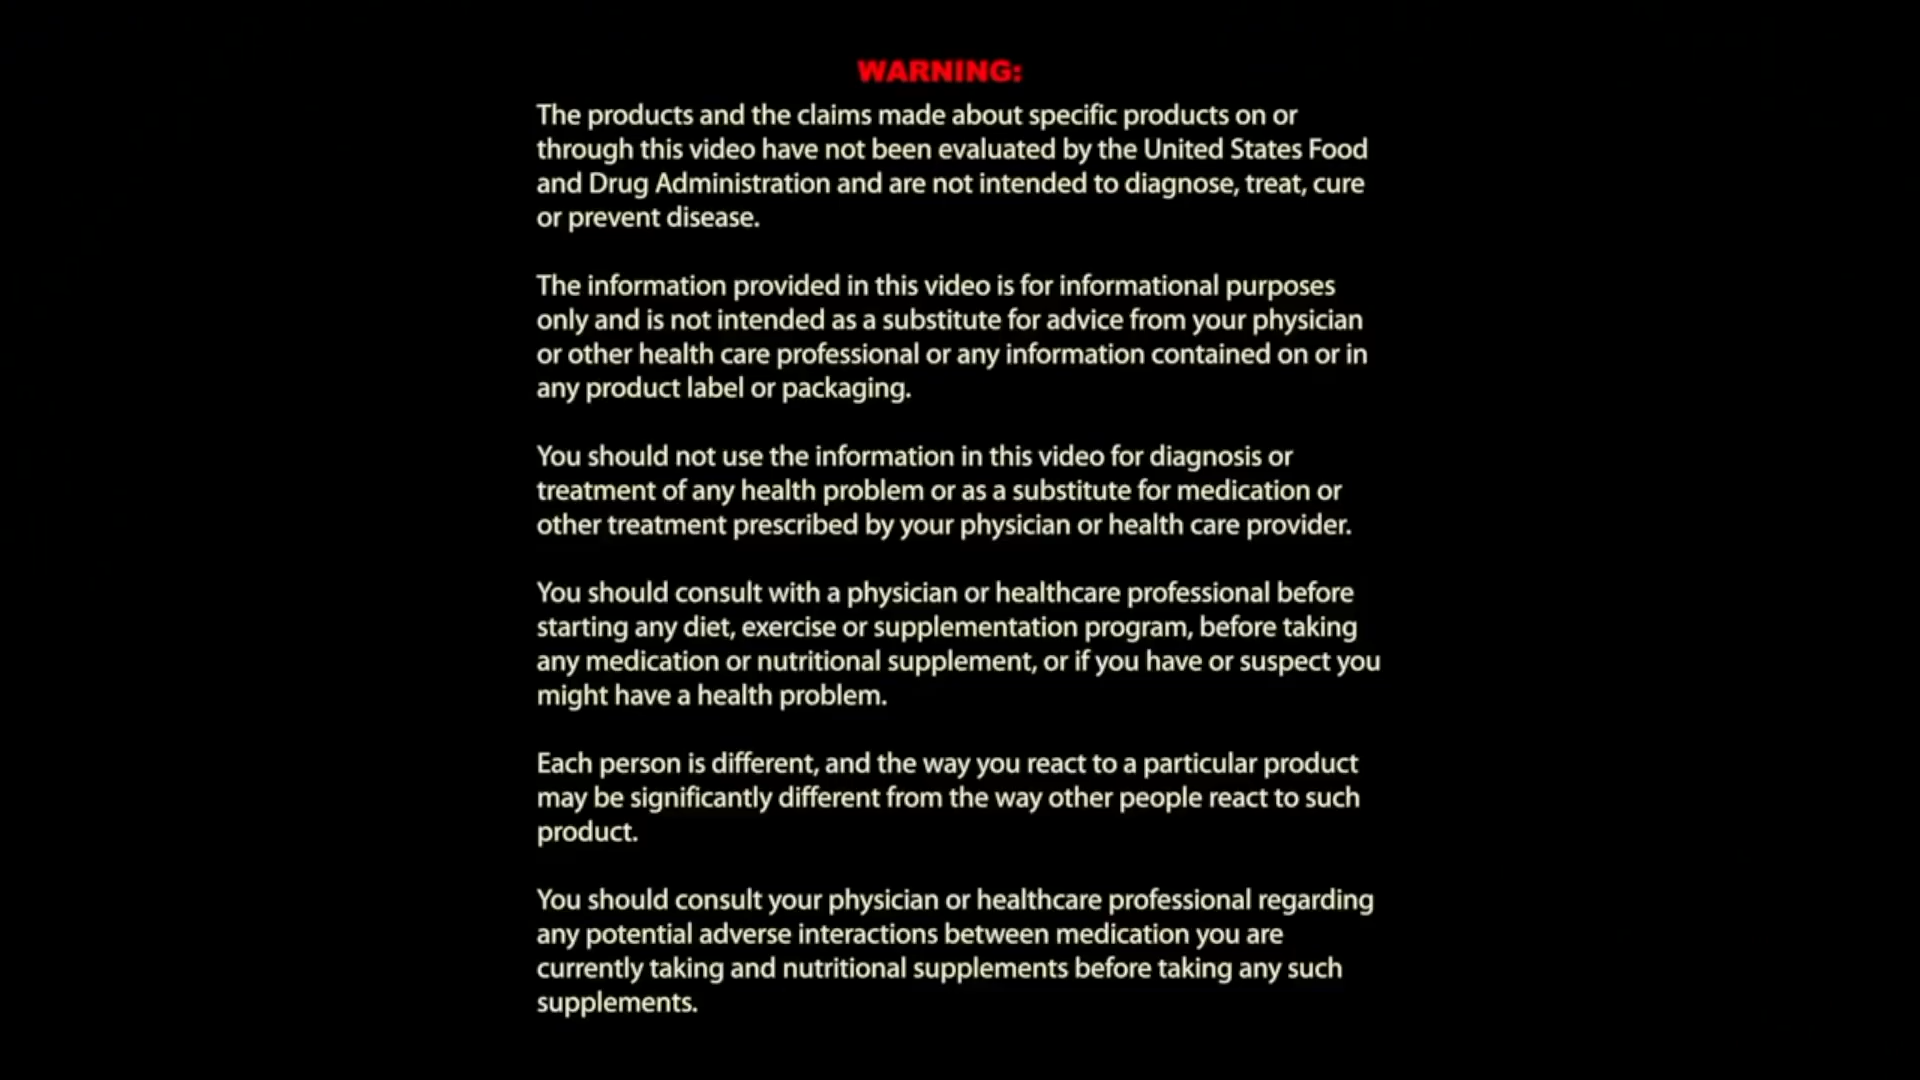 WARNING:
The products and the claims made about specific products on or
through this video have not been evaluated by the United States Food
and Drug Administration and are not intended to diagnose, treat, cure
or prevent disease.
The information provided in this video is for informational purposes
only and is not intended as a substitute for advice from your physician
or other health care professional or any information contained on or in
any product label or packaging.
You should not use the information in this video for diagnosis or
treatment of any health problem or as a substitute for medication or
other treatment prescribed by your physician or health care provider.
You should consult with a physician or healthcare professional before
starting any diet, exercise or supplementation program, before taking
any medication or nutritional supplement, or if you have or suspect you
might have a health problem.
Each person is different, and the way you react to a particular product
may be significantly different from the way other people react to such
product.
You should consult your physician or healthcare professional regarding
any potential adverse interactions between medication you are
currently taking and nutritional supplements before taking any such
supplements.